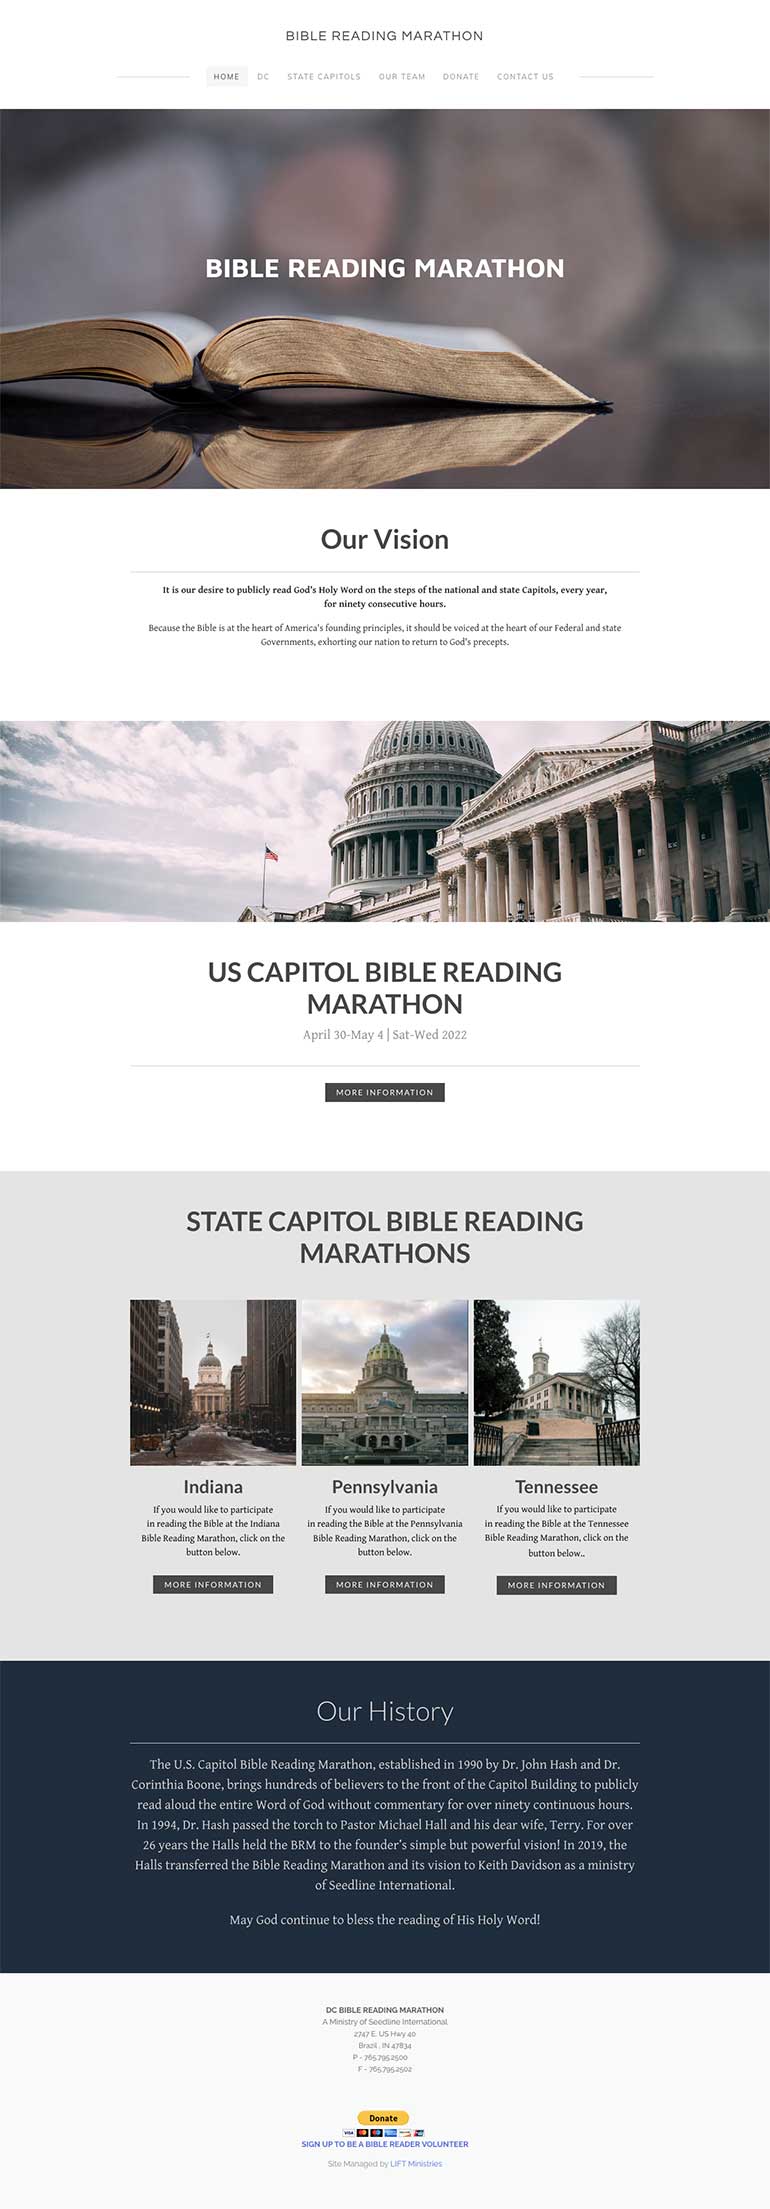 BIBLE READING MARATHON
HOME DC STATE CAPITOLS OUR TEAM DONATE CONTACT US
BIBLE READING MARATHON
Our Vision
It is our desire to publicly read God's Holy Word on the steps of the national and state Capitols, every year,
for ninety consecutive hours.
Because the Bible is at the heart of America's founding principles, it should be voiced at the heart of our Federal and state
Governments, exhorting our nation to return to God's precepts.
US CAPITOL BIBLE READING
MARATHON
April 30-May 4 | Sat-Wed 2022
MORE INFORMATION
STATE CAPITOL BIBLE READING
MARATHONS
Indiana
If you would like to participate
in reading the Bible at the Indiana
Bible Reading Marathon, click on the
button below.
MORE INFORMATION
Pennsylvania
If you would like to participate
in reading the Bible at the Pennsylvania
Bible Reading Marathon, click on the
button below.
MORE INFORMATION
Tennessee
If you would like to participate
in reading the Bible at the Tennessee
Bible Reading Marathon, click on the
button below..
MORE INFORMATION
Our History
The U.S. Capitol Bible Reading Marathon, established in 1990 by Dr. John Hash and Dr.
Corinthia Boone, brings hundreds of believers to the front of the Capitol Building to publicly
read aloud the entire Word of God without commentary for over ninety continuous hours.
In 1994, Dr. Hash passed the torch to Pastor Michael Hall and his dear wife, Terry. For over
26 years the Halls held the BRM to the founder's simple but powerful vision! In 2019, the
Halls transferred the Bible Reading Marathon and its vision to Keith Davidson as a ministry
of Seedline International.
May God continue to bless the reading of His Holy Word!
DC BIBLE READING MARATHON
A Ministry of Seedline International
2747 E. US Hwy 40
Brazil , IN 47834
P - 765.795.2500
F - 765.795.2502
Donate
VISA
SIGN UP TO BE A BIBLE READER VOLUNTEER
Site Managed by LIFT Ministries